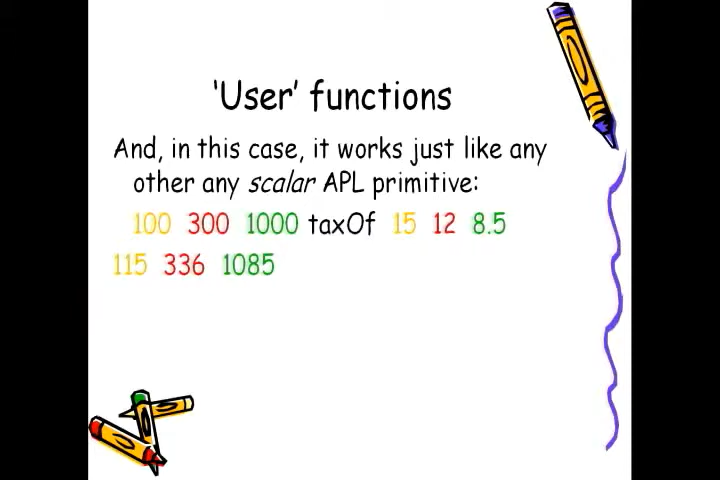 ‘User’ functions
And, in this case, it works just like any
other any scalar APL primitive:
100 300 1000 taxOf 15 12 8.5
115 336 1085